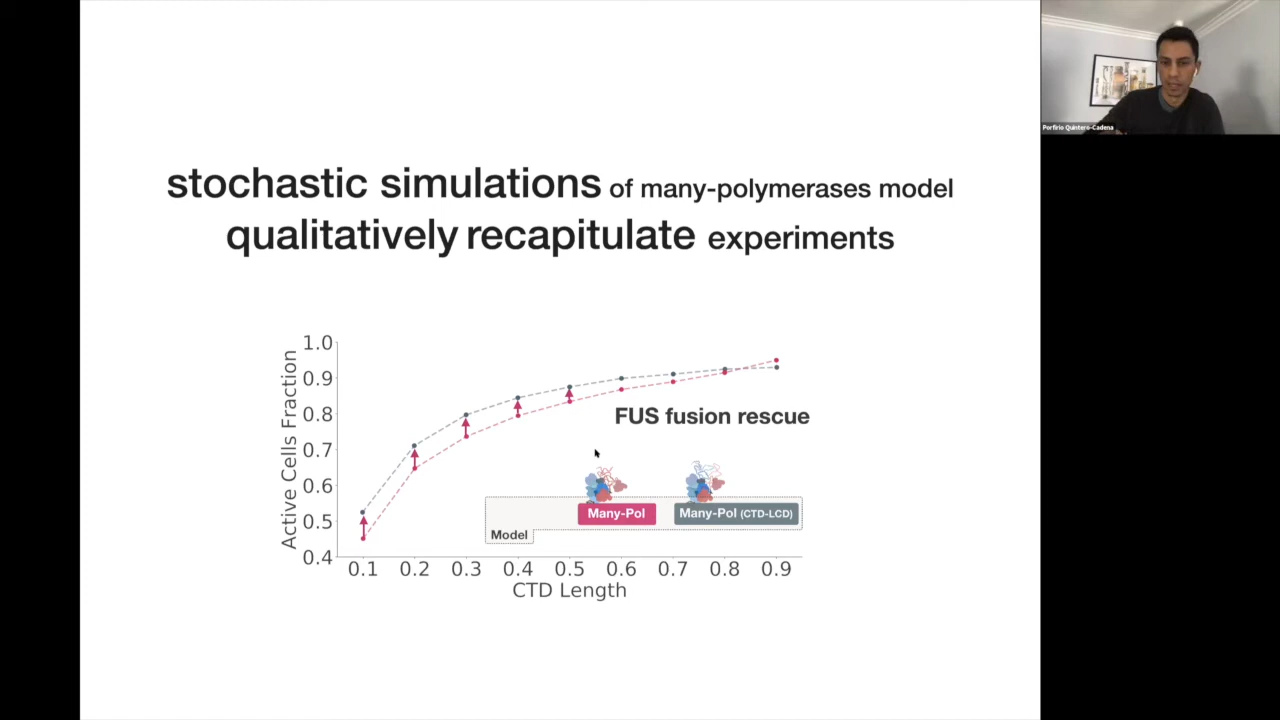 stochastic simulations of many-polymerases model
qualitatively recapitulate experiments
Porfirio Quintero-Cadena
Active Cells Fraction
1.0
0.9
0.8
0.7
0.6
0.5
0.4
FUS fusion rescue
Many-Pol
Many-Pol (CTD-LCD)
Model
0.1 0.2 0.3 0.4 0.5 0.6 0.7 0.8 0.9
CTD Length